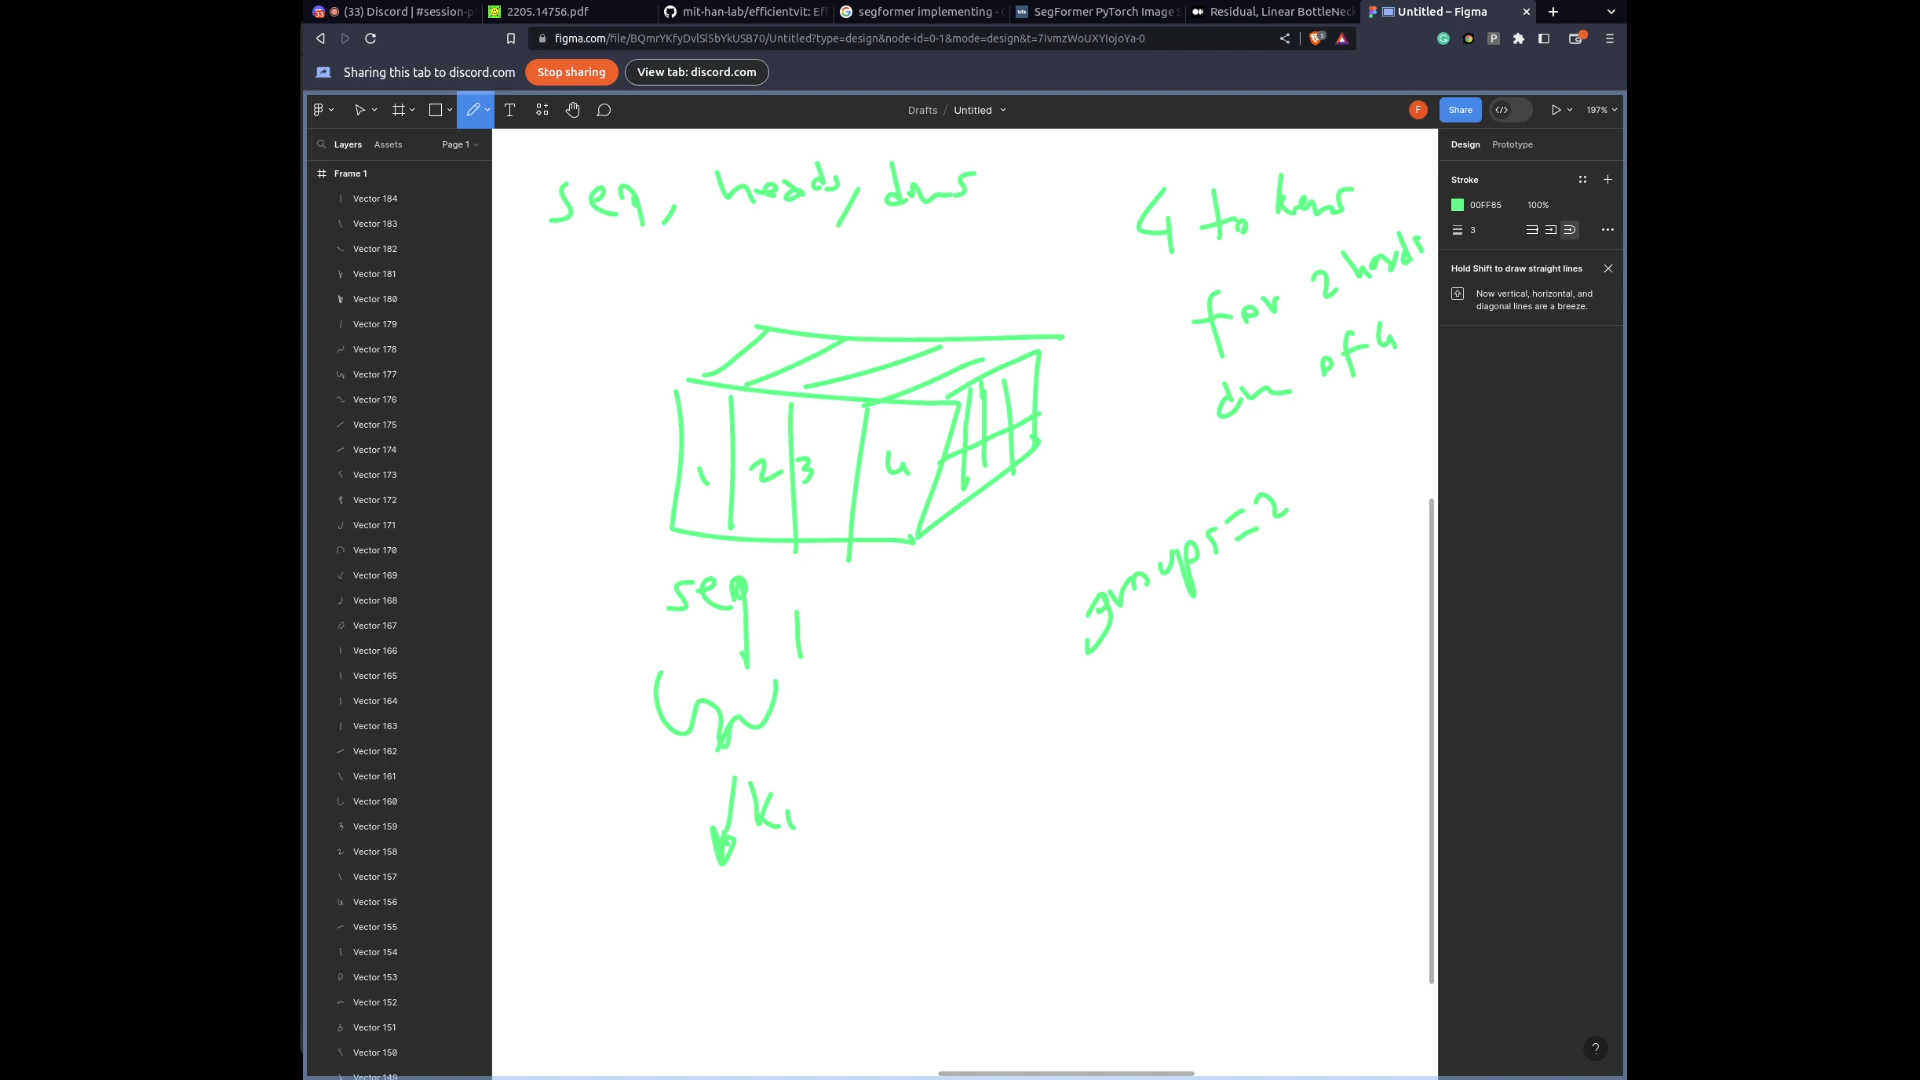 (33) Discord | #session-p
2205.14756.pdf
mit-han-lab/efficientvit: Eff
segformer implementing - G
SegFormer PyTorch Image S
Residual, Linear BottleNeck
Untitled – Figma
figma.com/file/BQmrYKfyDvlSl5bYkUSB70/Untitled?type=design&node-id=0-1&mode=design&t=7IvmzWoUXYIojoYa-0
Sharing this tab to discord.com
Stop sharing
View tab: discord.com
Drafts / Untitled
F
Share
197%
Layers
Assets
Page 1
Frame 1
Vector 184
Vector 183
Vector 182
Vector 181
Vector 180
Vector 179
Vector 178
Vector 177
Vector 176
Vector 175
Vector 174
Vector 173
Vector 172
Vector 171
Vector 170
Vector 169
Vector 168
Vector 167
Vector 166
Vector 165
Vector 164
Vector 163
Vector 162
Vector 161
Vector 160
Vector 159
Vector 158
Vector 157
Vector 156
Vector 155
Vector 154
Vector 153
Vector 152
Vector 151
Vector 150
Vector 149
seq, heads, dms
4 tokens
for 2 heads
dm of 4
1 2 3 4
groups=2
seq 1
k1
Design
Prototype
Stroke
00FF85 100%
3
Hold Shift to draw straight lines
Now vertical, horizontal, and
diagonal lines are a breeze.
?